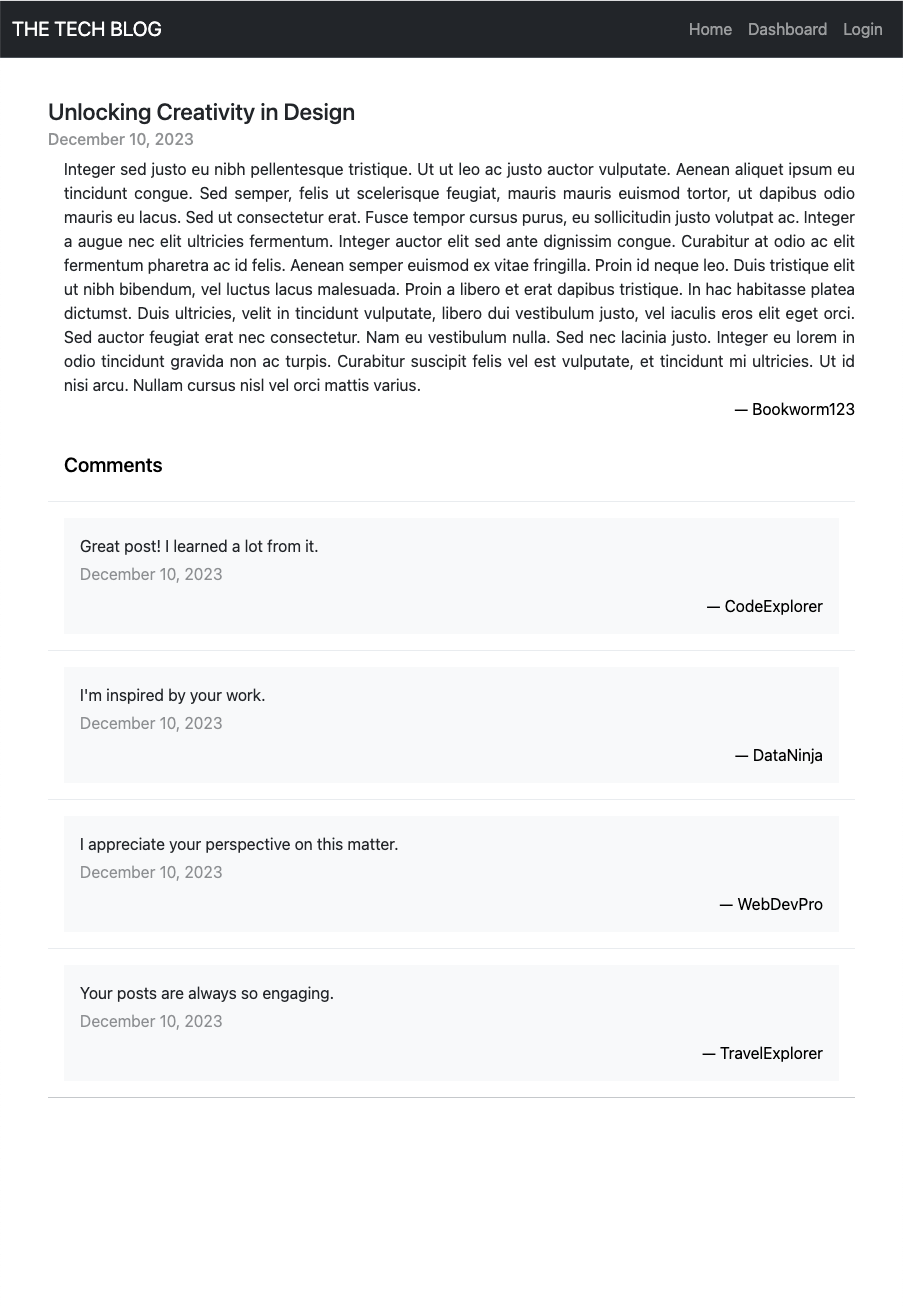 THE TECH BLOG
Home Dashboard Login
Unlocking Creativity in Design
December 10, 2023
Integer sed justo eu nibh pellentesque tristique. Ut ut leo ac justo auctor vulputate. Aenean aliquet ipsum eu
tincidunt congue. Sed semper, felis ut scelerisque feugiat, mauris mauris euismod tortor, ut dapibus odio
mauris eu lacus. Sed ut consectetur erat. Fusce tempor cursus purus, eu sollicitudin justo volutpat ac. Integer
a augue nec elit ultricies fermentum. Integer auctor elit sed ante dignissim congue. Curabitur at odio ac elit
fermentum pharetra ac id felis. Aenean semper euismod ex vitae fringilla. Proin id neque leo. Duis tristique elit
ut nibh bibendum, vel luctus lacus malesuada. Proin a libero et erat dapibus tristique. In hac habitasse platea
dictumst. Duis ultricies, velit in tincidunt vulputate, libero dui vestibulum justo, vel iaculis eros elit eget orci.
Sed auctor feugiat erat nec consectetur. Nam eu vestibulum nulla. Sed nec lacinia justo. Integer eu lorem in
odio tincidunt gravida non ac turpis. Curabitur suscipit felis vel est vulputate, et tincidunt mi ultricies. Ut id
nisi arcu. Nullam cursus nisl vel orci mattis varius.
— Bookworm123
Comments
Great post! I learned a lot from it.
December 10, 2023
— CodeExplorer
I'm inspired by your work.
December 10, 2023
— DataNinja
I appreciate your perspective on this matter.
December 10, 2023
— WebDevPro
Your posts are always so engaging.
December 10, 2023
— TravelExplorer